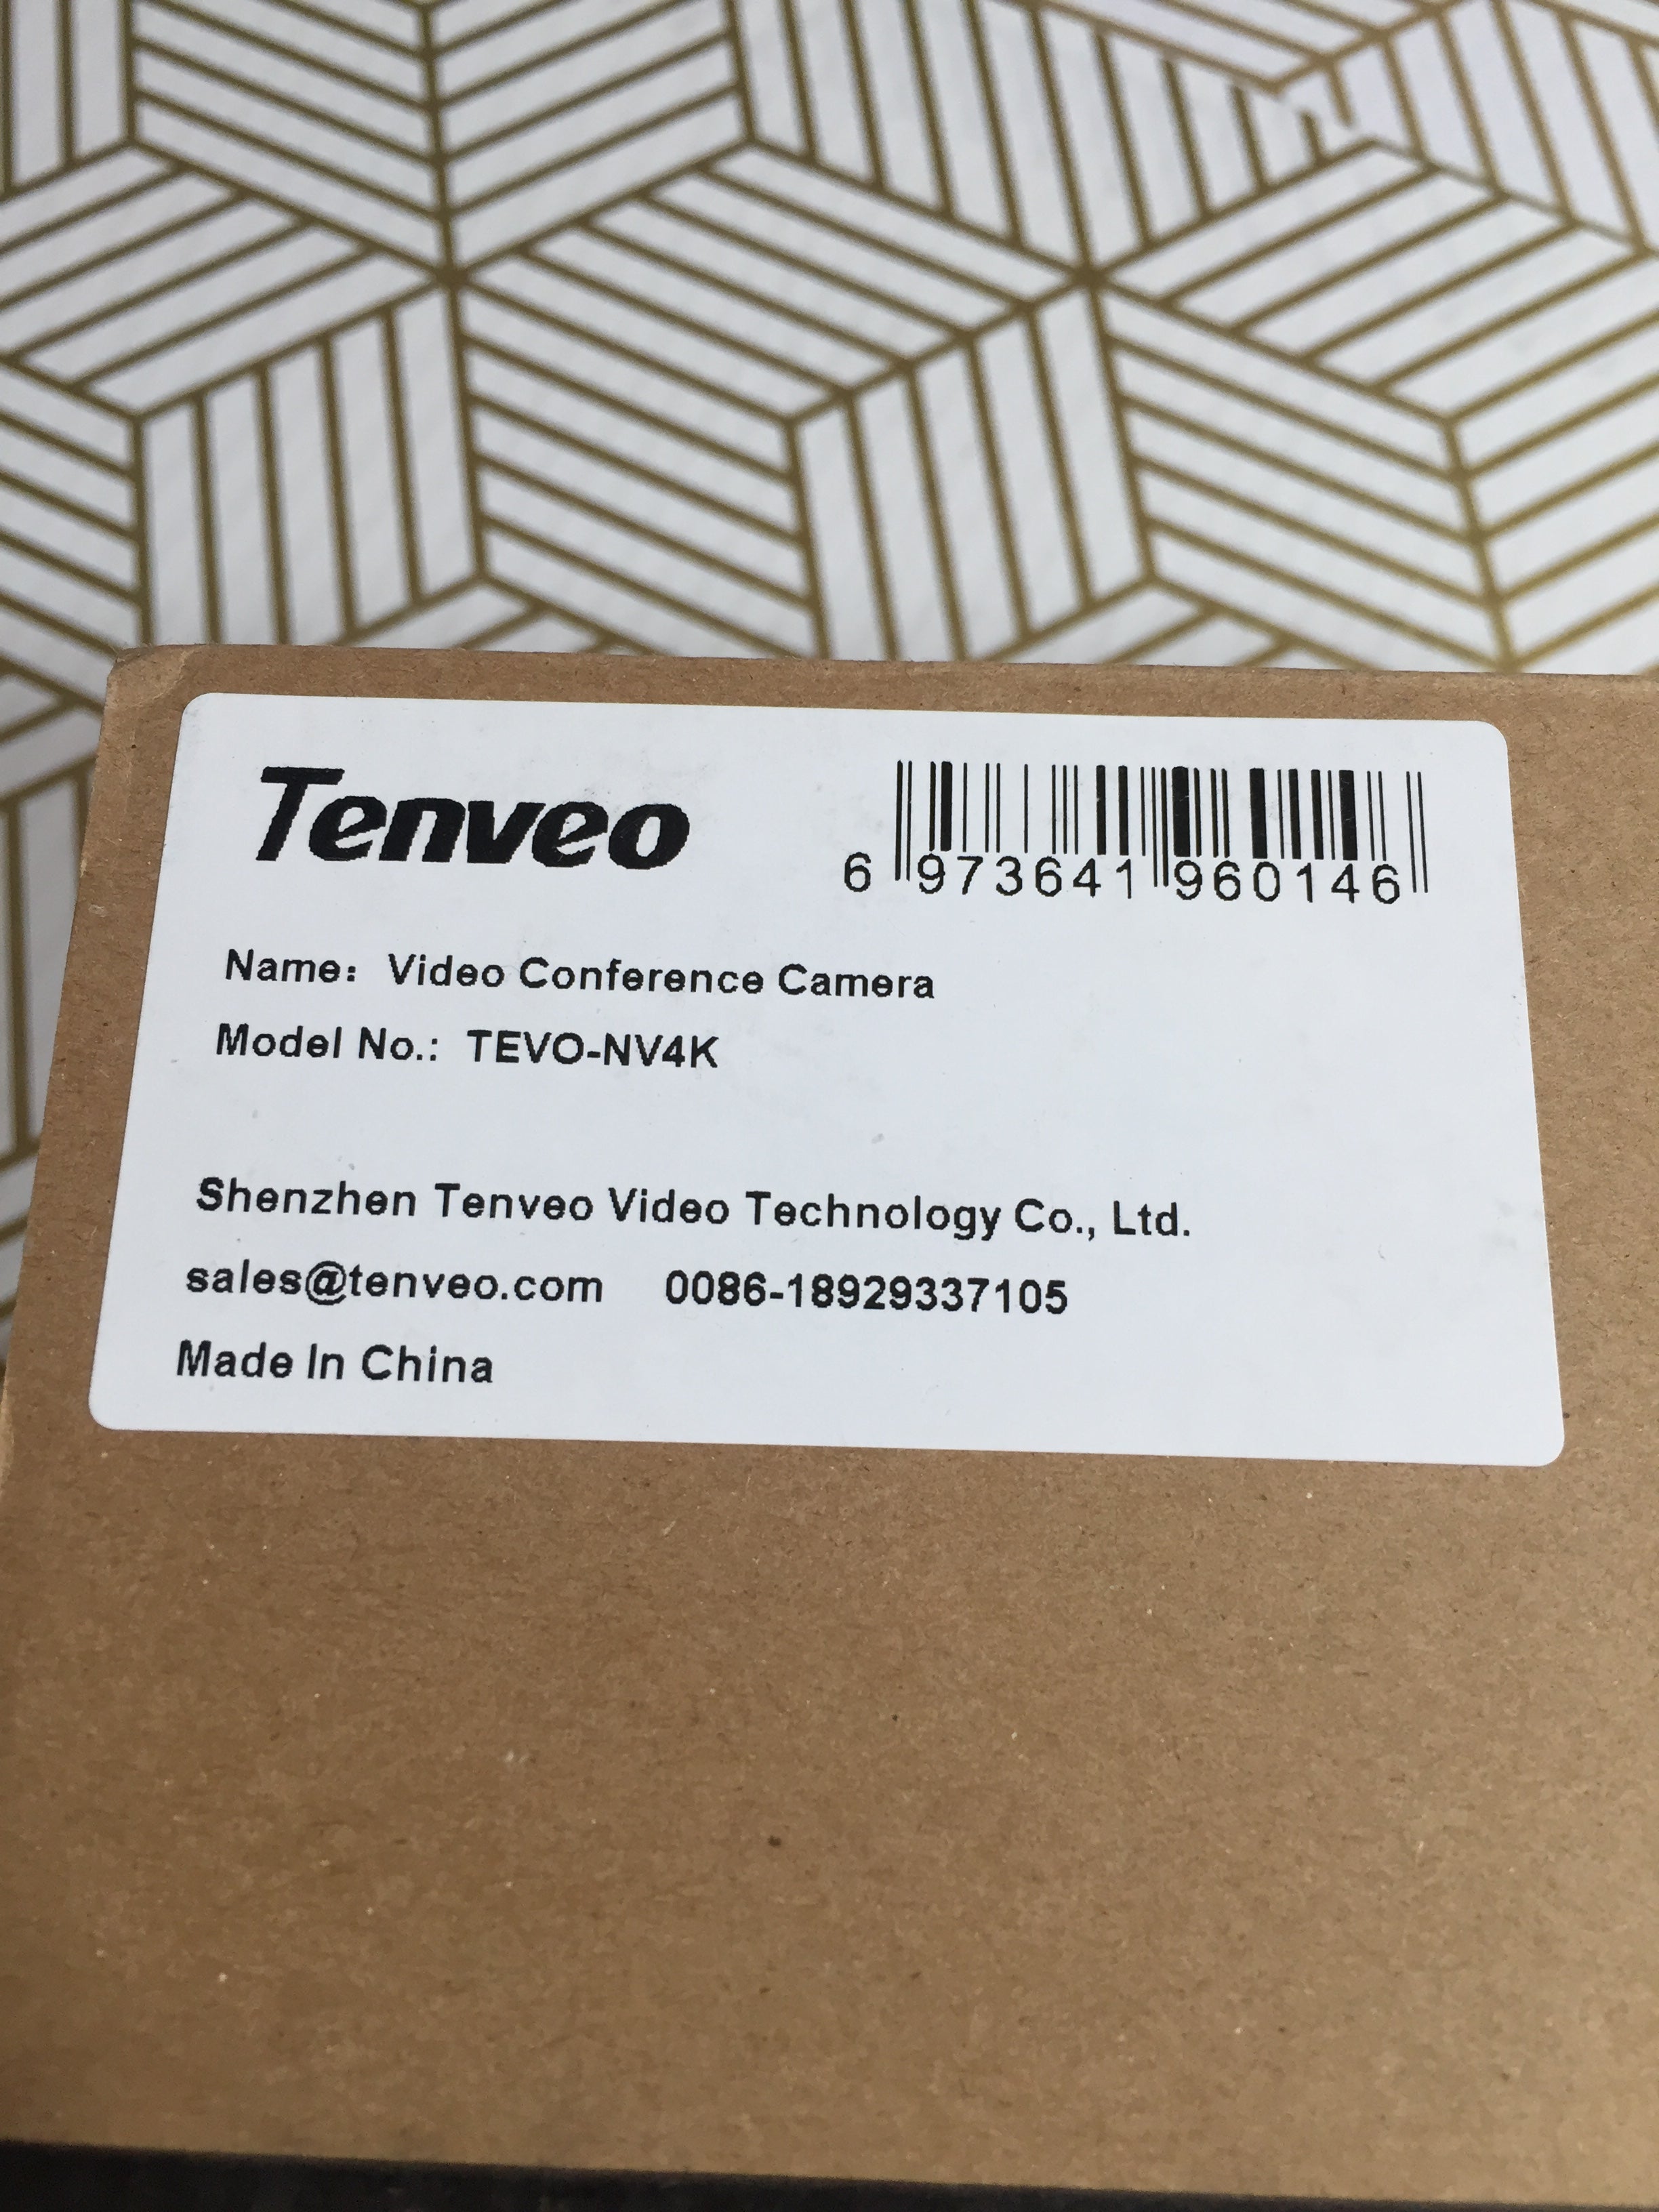 Tenveo
6 973641 960146
Name: Video Conference Camera
Model No.: TEVO-NV4K
Shenzhen Tenveo Video Technology Co., Ltd.
sales@tenveo.com 0086-18929337105
Made In China